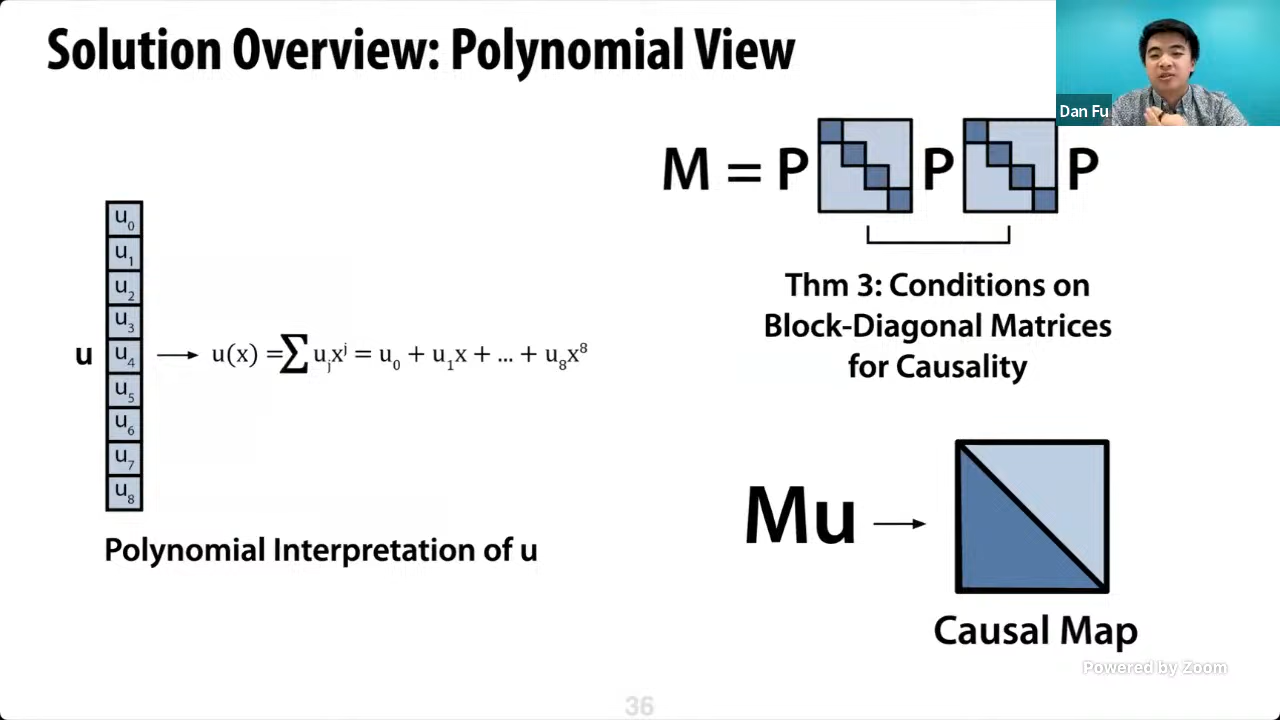 Solution Overview: Polynomial View
Dan Fu
M = P P P
Thm 3: Conditions on
Block-Diagonal Matrices
for Causality
u
u₀
u₁
u₂
u₃
u₄
u₅
u₆
u₇
u₈
u(x) =∑ uⱼxʲ = u₀ + u₁x + ... + u₈x⁸
Polynomial Interpretation of u
Mu
Causal Map
Powered by Zoom
36